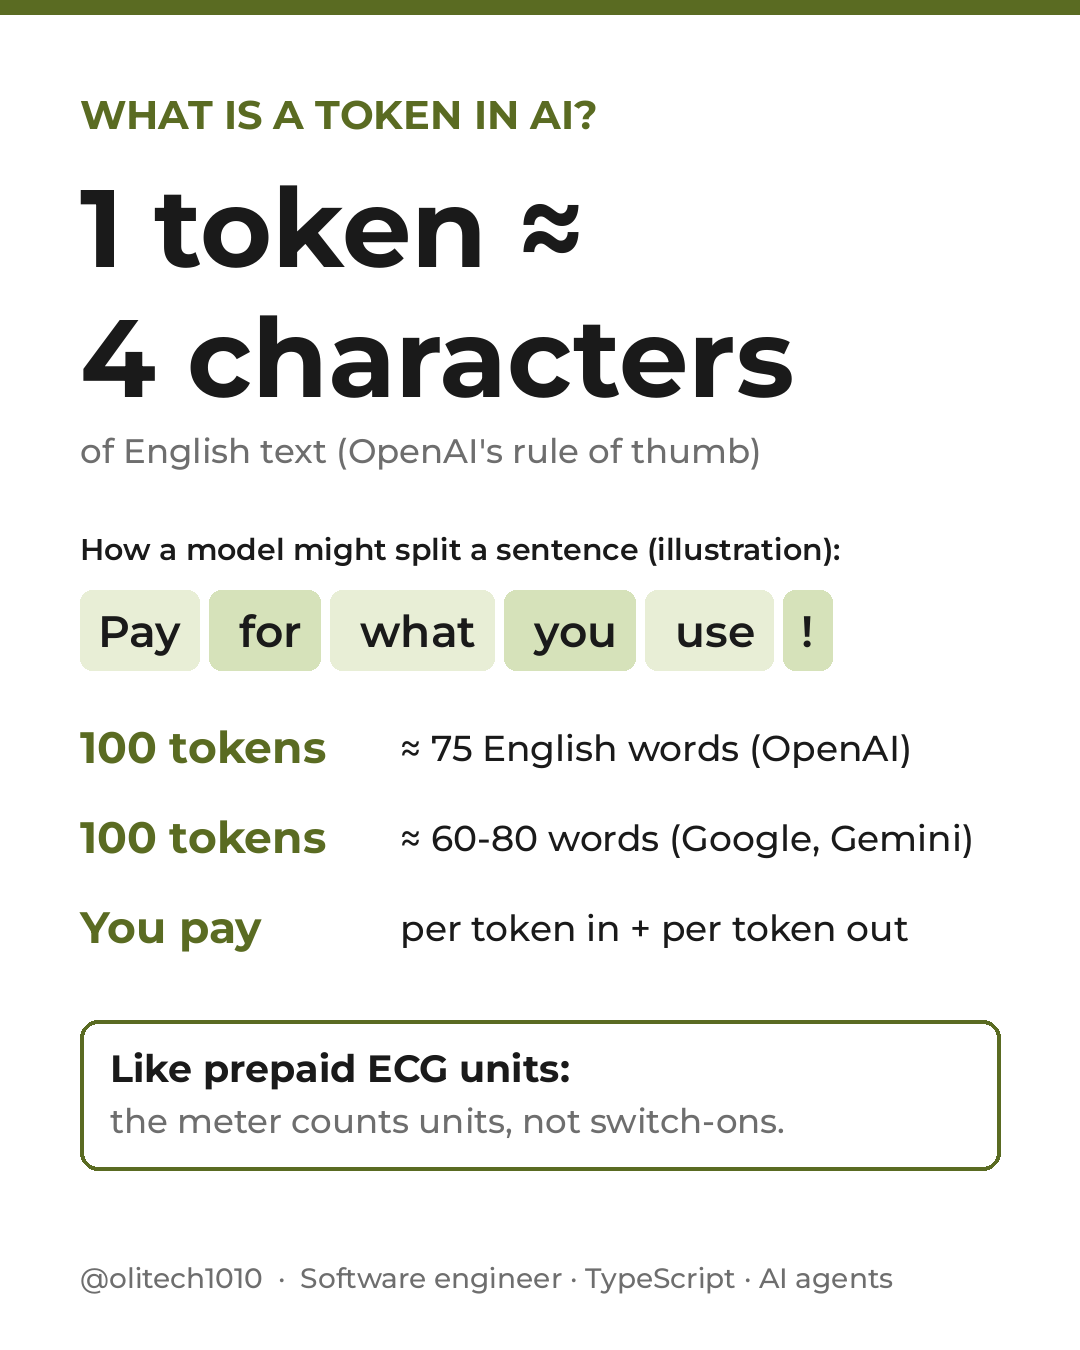 WHAT IS A TOKEN IN AI?
1 token ≈
4 characters
of English text (OpenAI's rule of thumb)
How a model might split a sentence (illustration):
Pay for what you use !
100 tokens ≈ 75 English words (OpenAI)
100 tokens ≈ 60-80 words (Google, Gemini)
You pay per token in + per token out
Like prepaid ECG units:
the meter counts units, not switch-ons.
@olitech1010 · Software engineer · TypeScript · AI agents